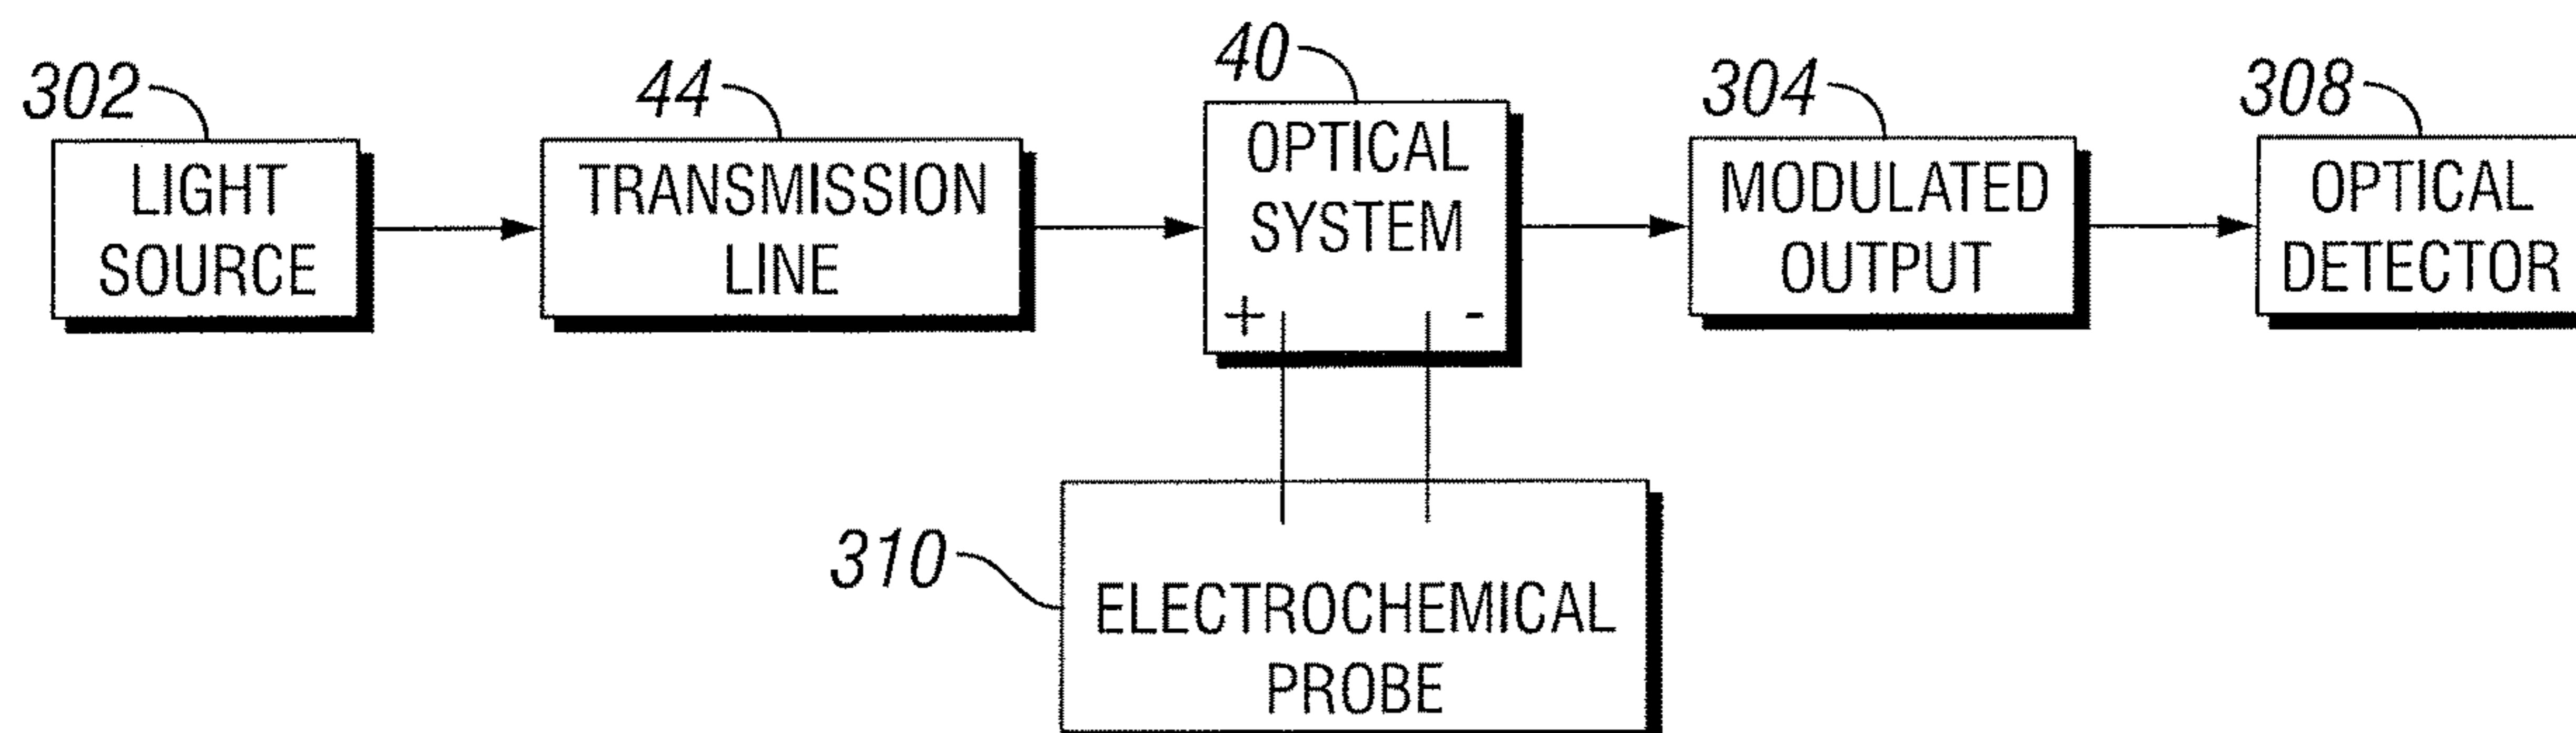 302
LIGHT
SOURCE
44
TRANSMISSION
LINE
40
OPTICAL
SYSTEM
+ -
304
MODULATED
OUTPUT
308
OPTICAL
DETECTOR
310
ELECTROCHEMICAL
PROBE